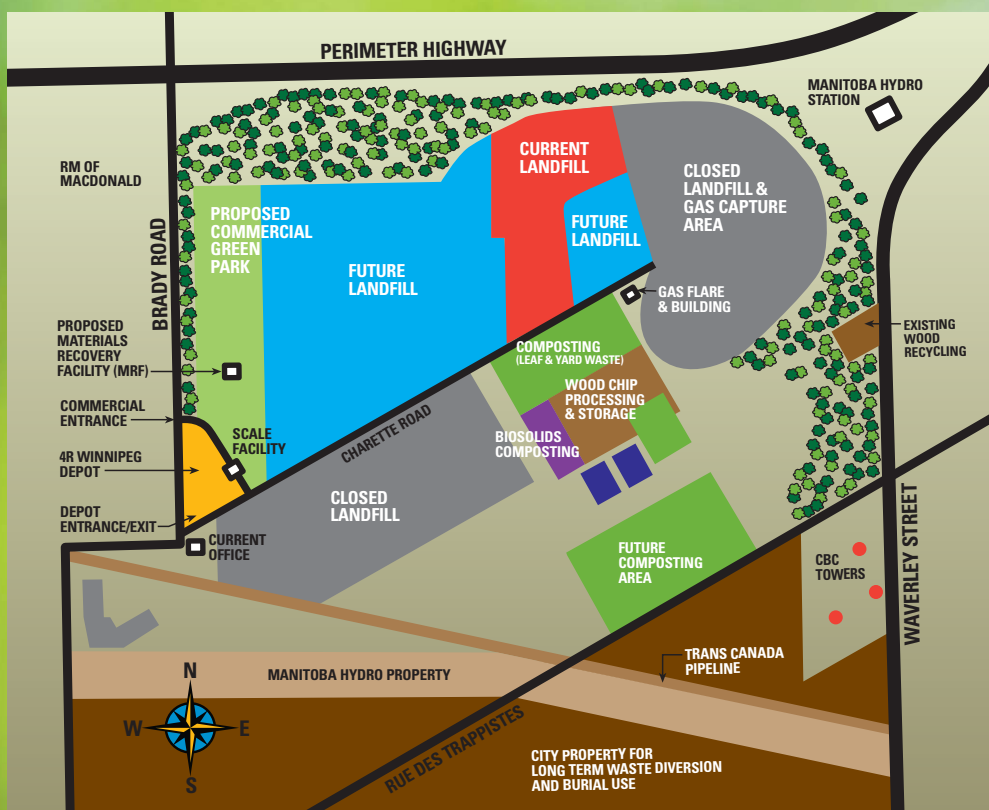 PERIMETER HIGHWAY
MANITOBA HYDRO
STATION
RM OF
MACDONALD
BRADY ROAD
PROPOSED
COMMERCIAL
GREEN
PARK
FUTURE
LANDFILL
CURRENT
LANDFILL
FUTURE
LANDFILL
CLOSED
LANDFILL &
GAS CAPTURE
AREA
GAS FLARE
& BUILDING
EXISTING
WOOD
RECYCLING
PROPOSED
MATERIALS
RECOVERY
FACILITY (MRF)
COMMERCIAL
ENTRANCE
4R WINNIPEG
DEPOT
DEPOT
ENTRANCE/EXIT
SCALE
FACILITY
CURRENT
OFFICE
CHARETTE ROAD
CLOSED
LANDFILL
COMPOSTING
(LEAF & YARD WASTE)
WOOD CHIP
PROCESSING
& STORAGE
BIOSOLIDS
COMPOSTING
FUTURE
COMPOSTING
AREA
CBC
TOWERS
WAVERLEY STREET
TRANS CANADA
PIPELINE
MANITOBA HYDRO PROPERTY
N
W
E
S
RUE DES TRAPPISTES
CITY PROPERTY FOR
LONG TERM WASTE DIVERSION
AND BURIAL USE